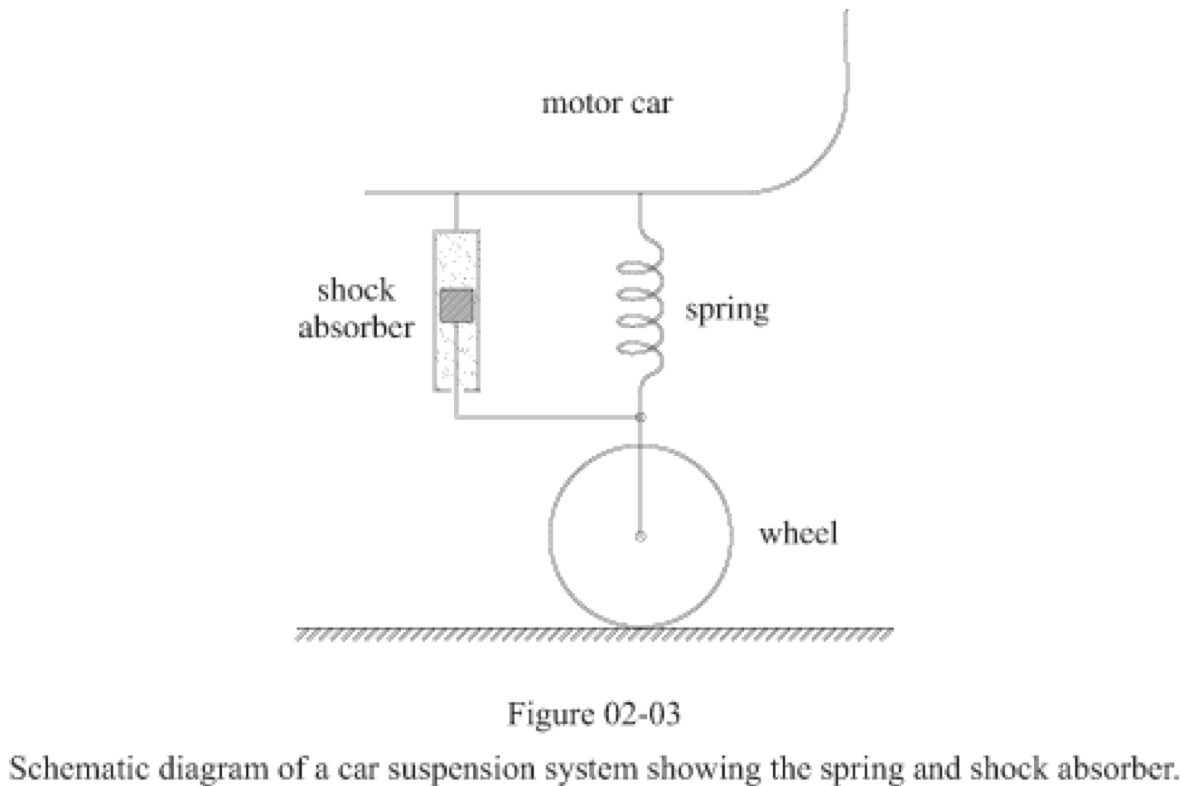 motor car
shock
absorber
spring
wheel
Figure 02-03
Schematic diagram of a car suspension system showing the spring and shock absorber.